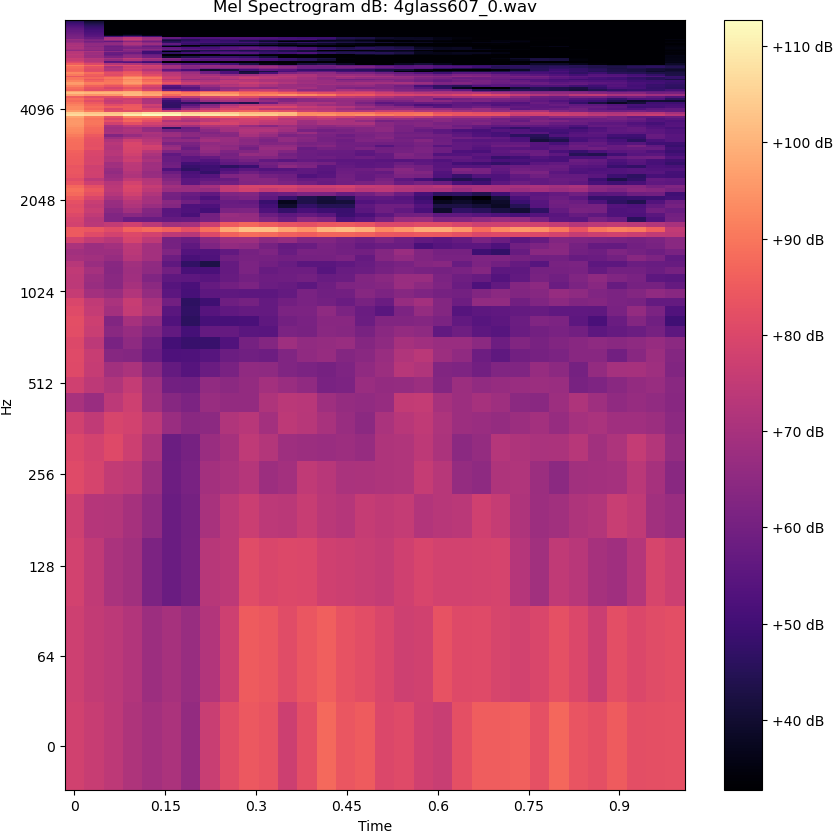 Mel Spectrogram dB: 4glass607_0.wav
Hz
4096
2048
1024
512
256
128
64
0
0
0.15
0.3
0.45
0.6
0.75
0.9
Time
+110 dB
+100 dB
+90 dB
+80 dB
+70 dB
+60 dB
+50 dB
+40 dB